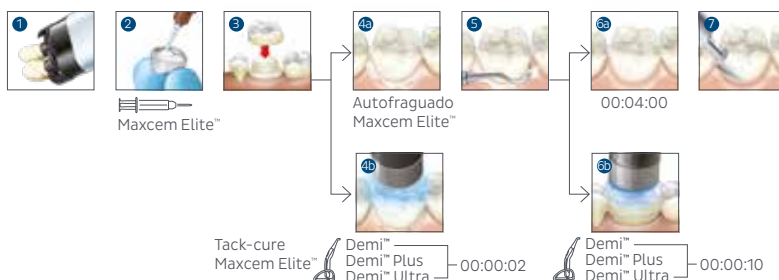 1
2
3
4a
5
6a
7
Maxcem Elite™
Autofraguado
Maxcem Elite™
00:04:00
4b
6b
Tack-cure
Maxcem Elite™
Demi™
Demi™ Plus
Demi™ Ultra
00:00:02
Demi™
Demi™ Plus
Demi™ Ultra
00:00:10